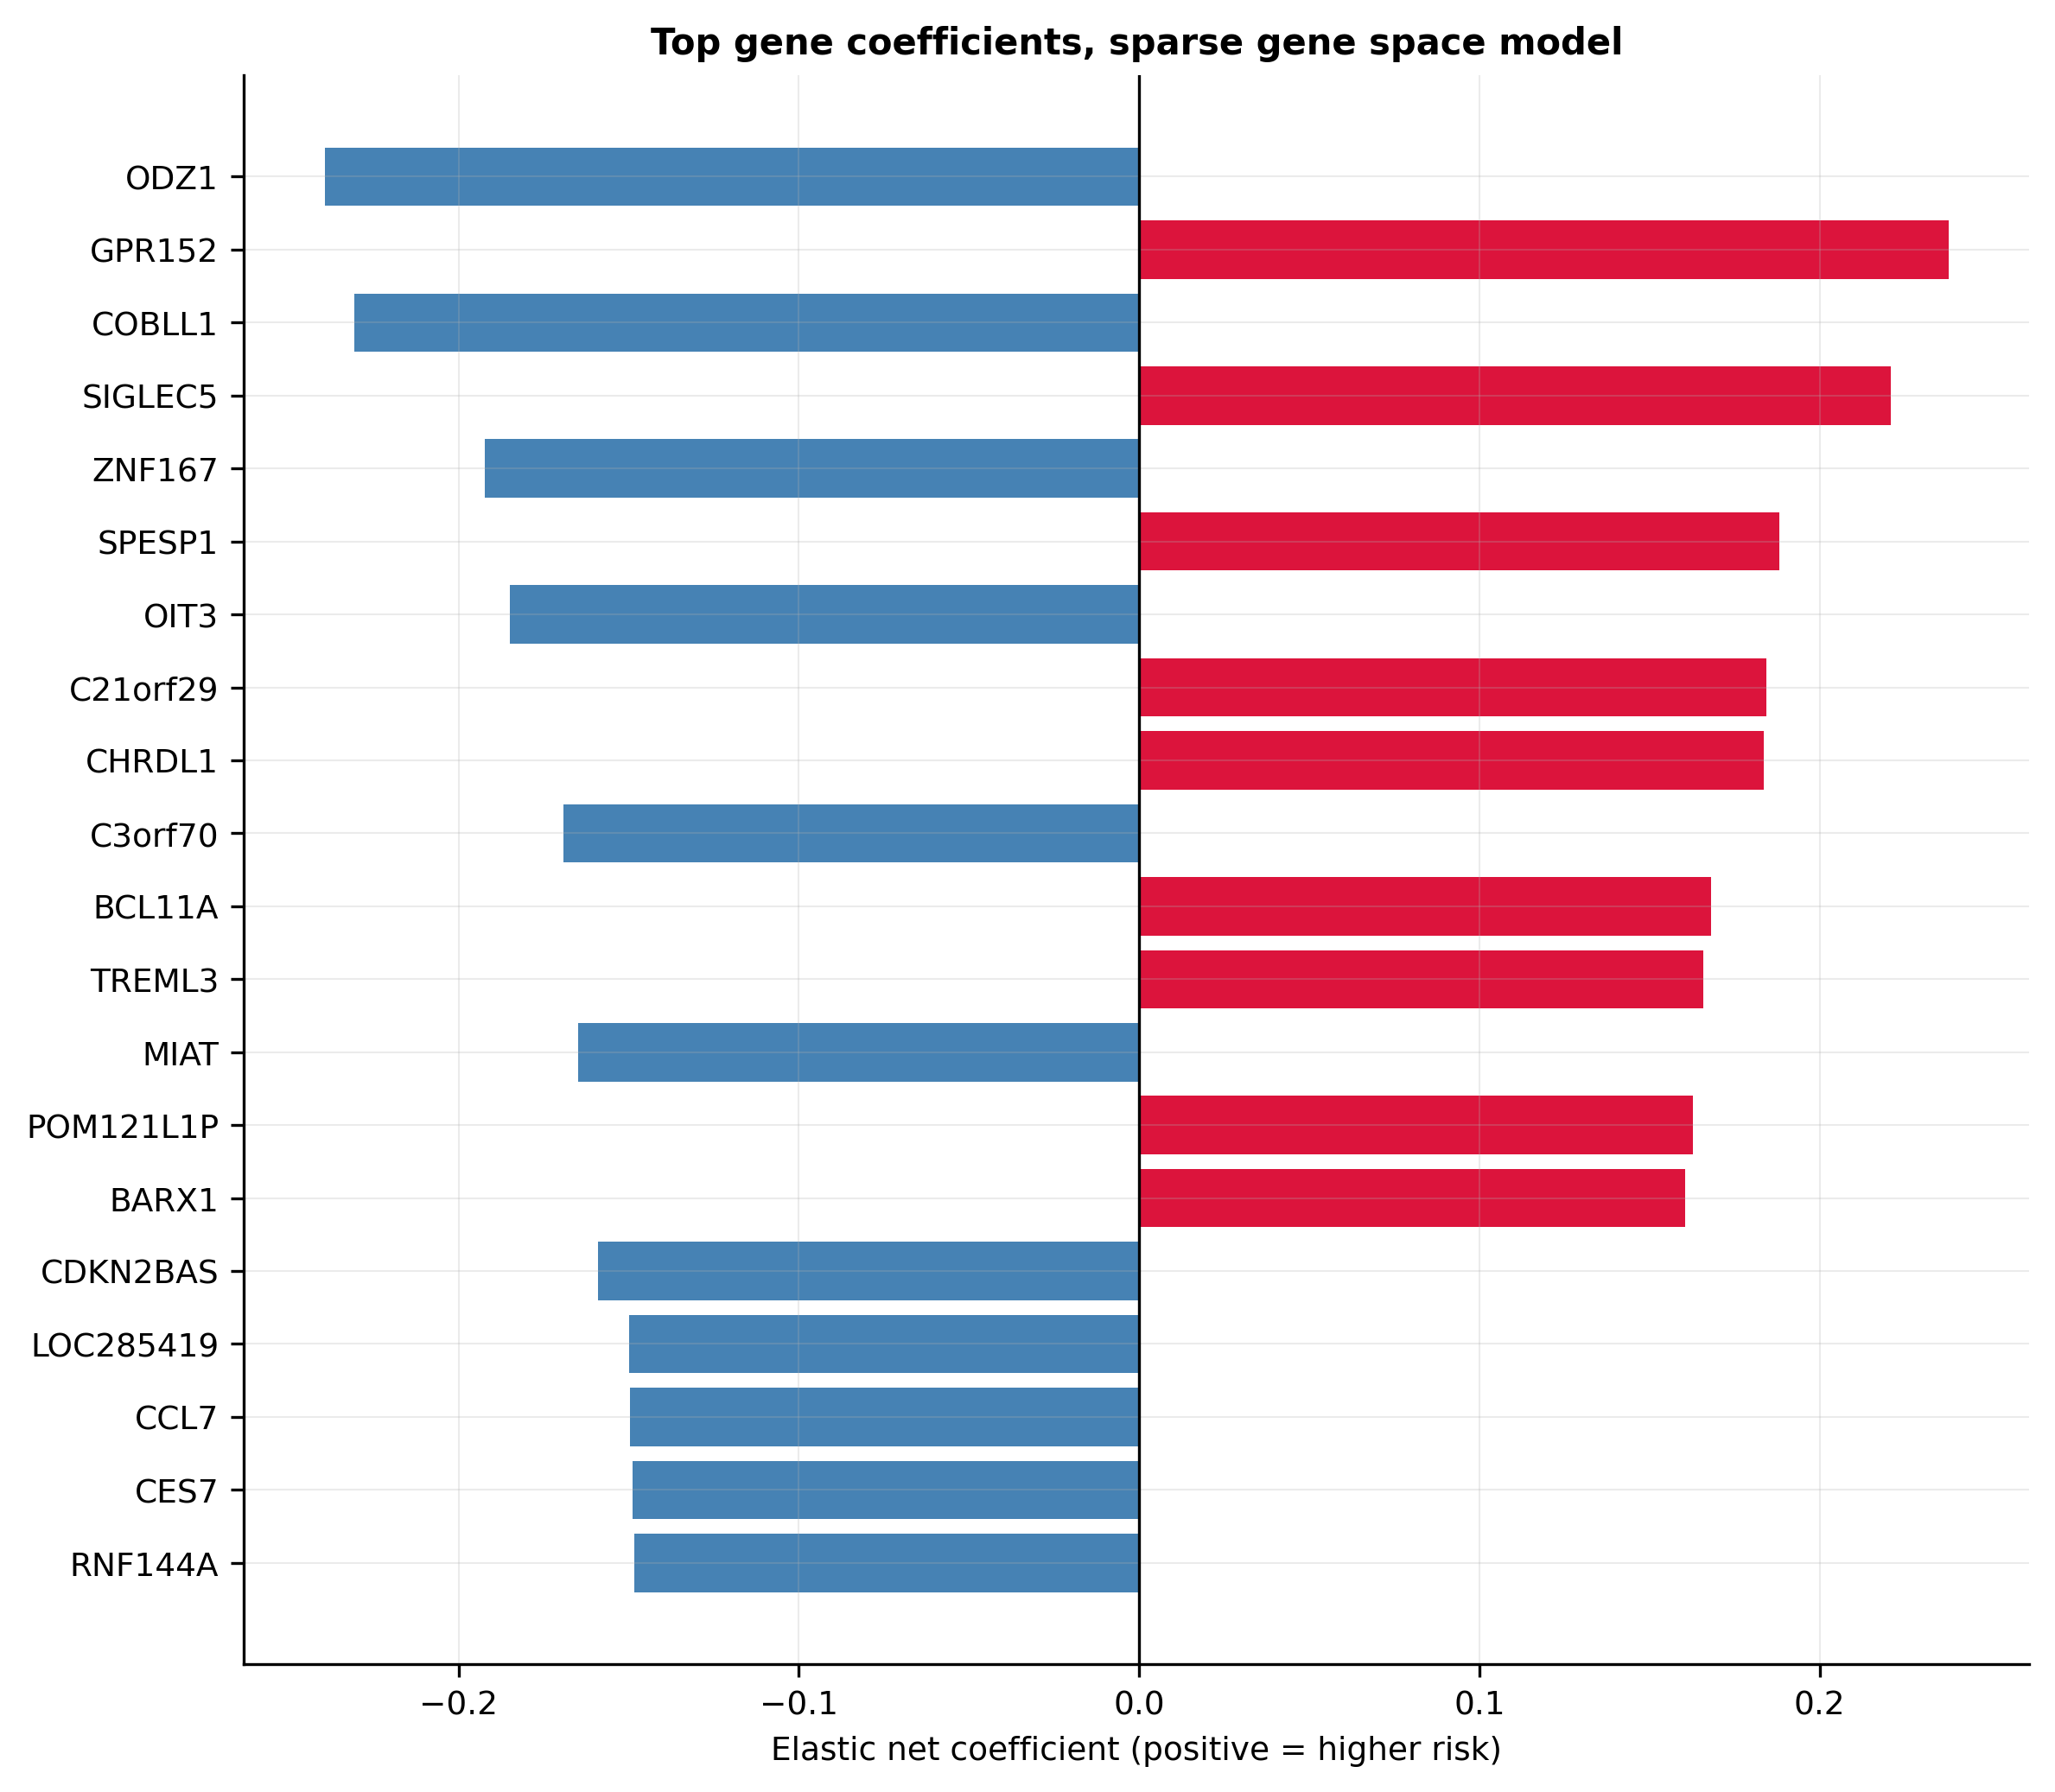 Top gene coefficients, sparse gene space model
ODZ1
GPR152
COBLL1
SIGLEC5
ZNF167
SPESP1
OIT3
C21orf29
CHRDL1
C3orf70
BCL11A
TREML3
MIAT
POM121L1P
BARX1
CDKN2BAS
LOC285419
CCL7
CES7
RNF144A
−0.2 −0.1 0.0 0.1 0.2
Elastic net coefficient (positive = higher risk)